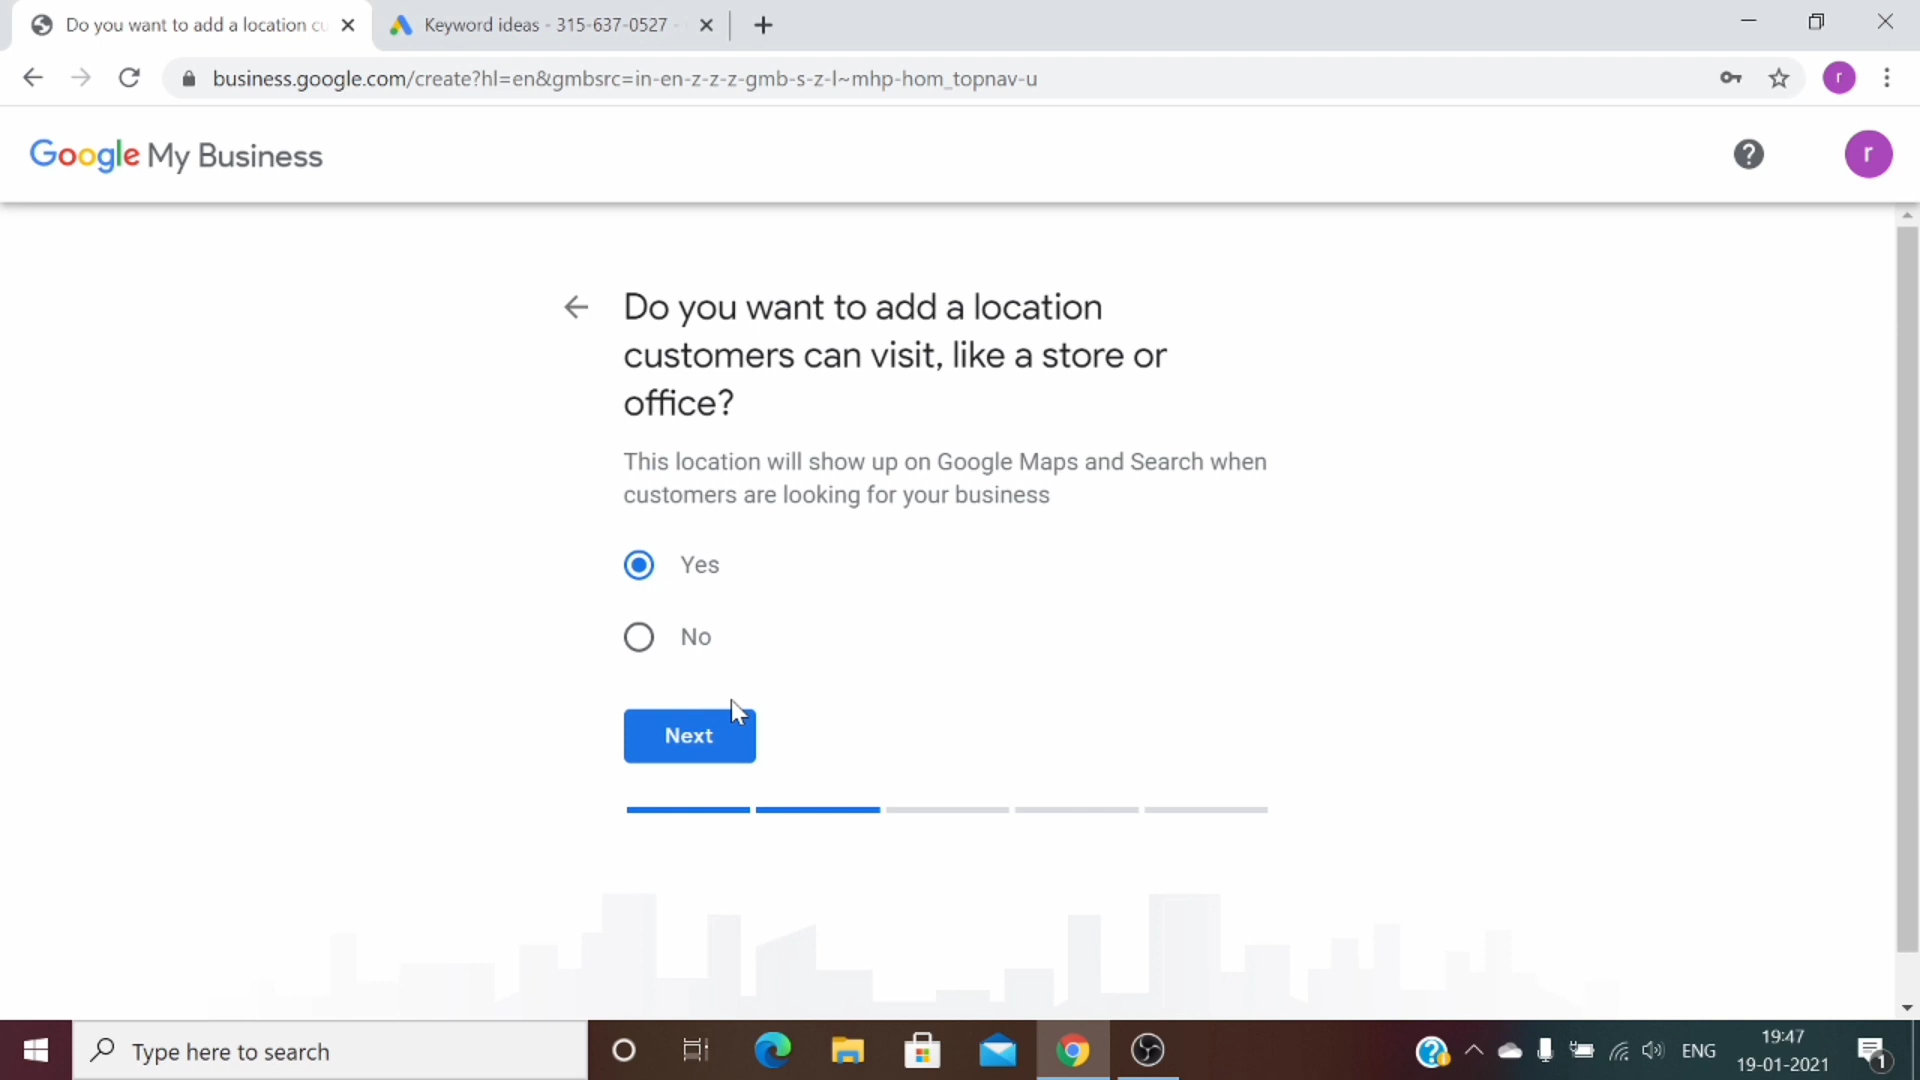 Do you want to add a location cu
Keyword ideas - 315-637-0527 -
business.google.com/create?hl=en&gmbsrc=in-en-z-z-z-gmb-s-z-l~mhp-hom_topnav-u
r
Google My Business
r
Do you want to add a location
customers can visit, like a store or
office?
This location will show up on Google Maps and Search when
customers are looking for your business
Yes
No
Next
Type here to search
ENG
19:47
19-01-2021
1